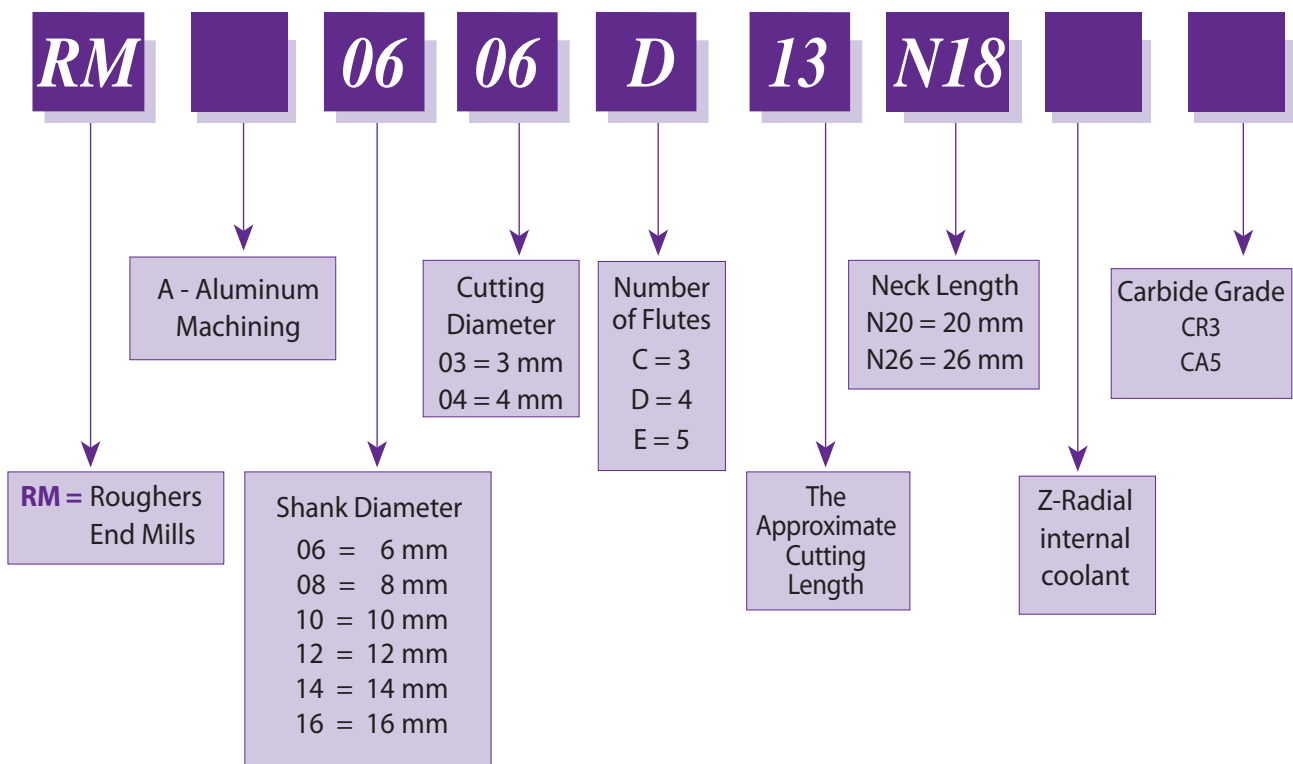 RM 06 06 D 13 N18
A - Aluminum
Machining
Cutting
Diameter
03 = 3 mm
04 = 4 mm
Number
of Flutes
C = 3
D = 4
E = 5
Neck Length
N20 = 20 mm
N26 = 26 mm
Carbide Grade
CR3
CA5
RM = Roughers
End Mills
Shank Diameter
06 = 6 mm
08 = 8 mm
10 = 10 mm
12 = 12 mm
14 = 14 mm
16 = 16 mm
The
Approximate
Cutting
Length
Z-Radial
internal
coolant